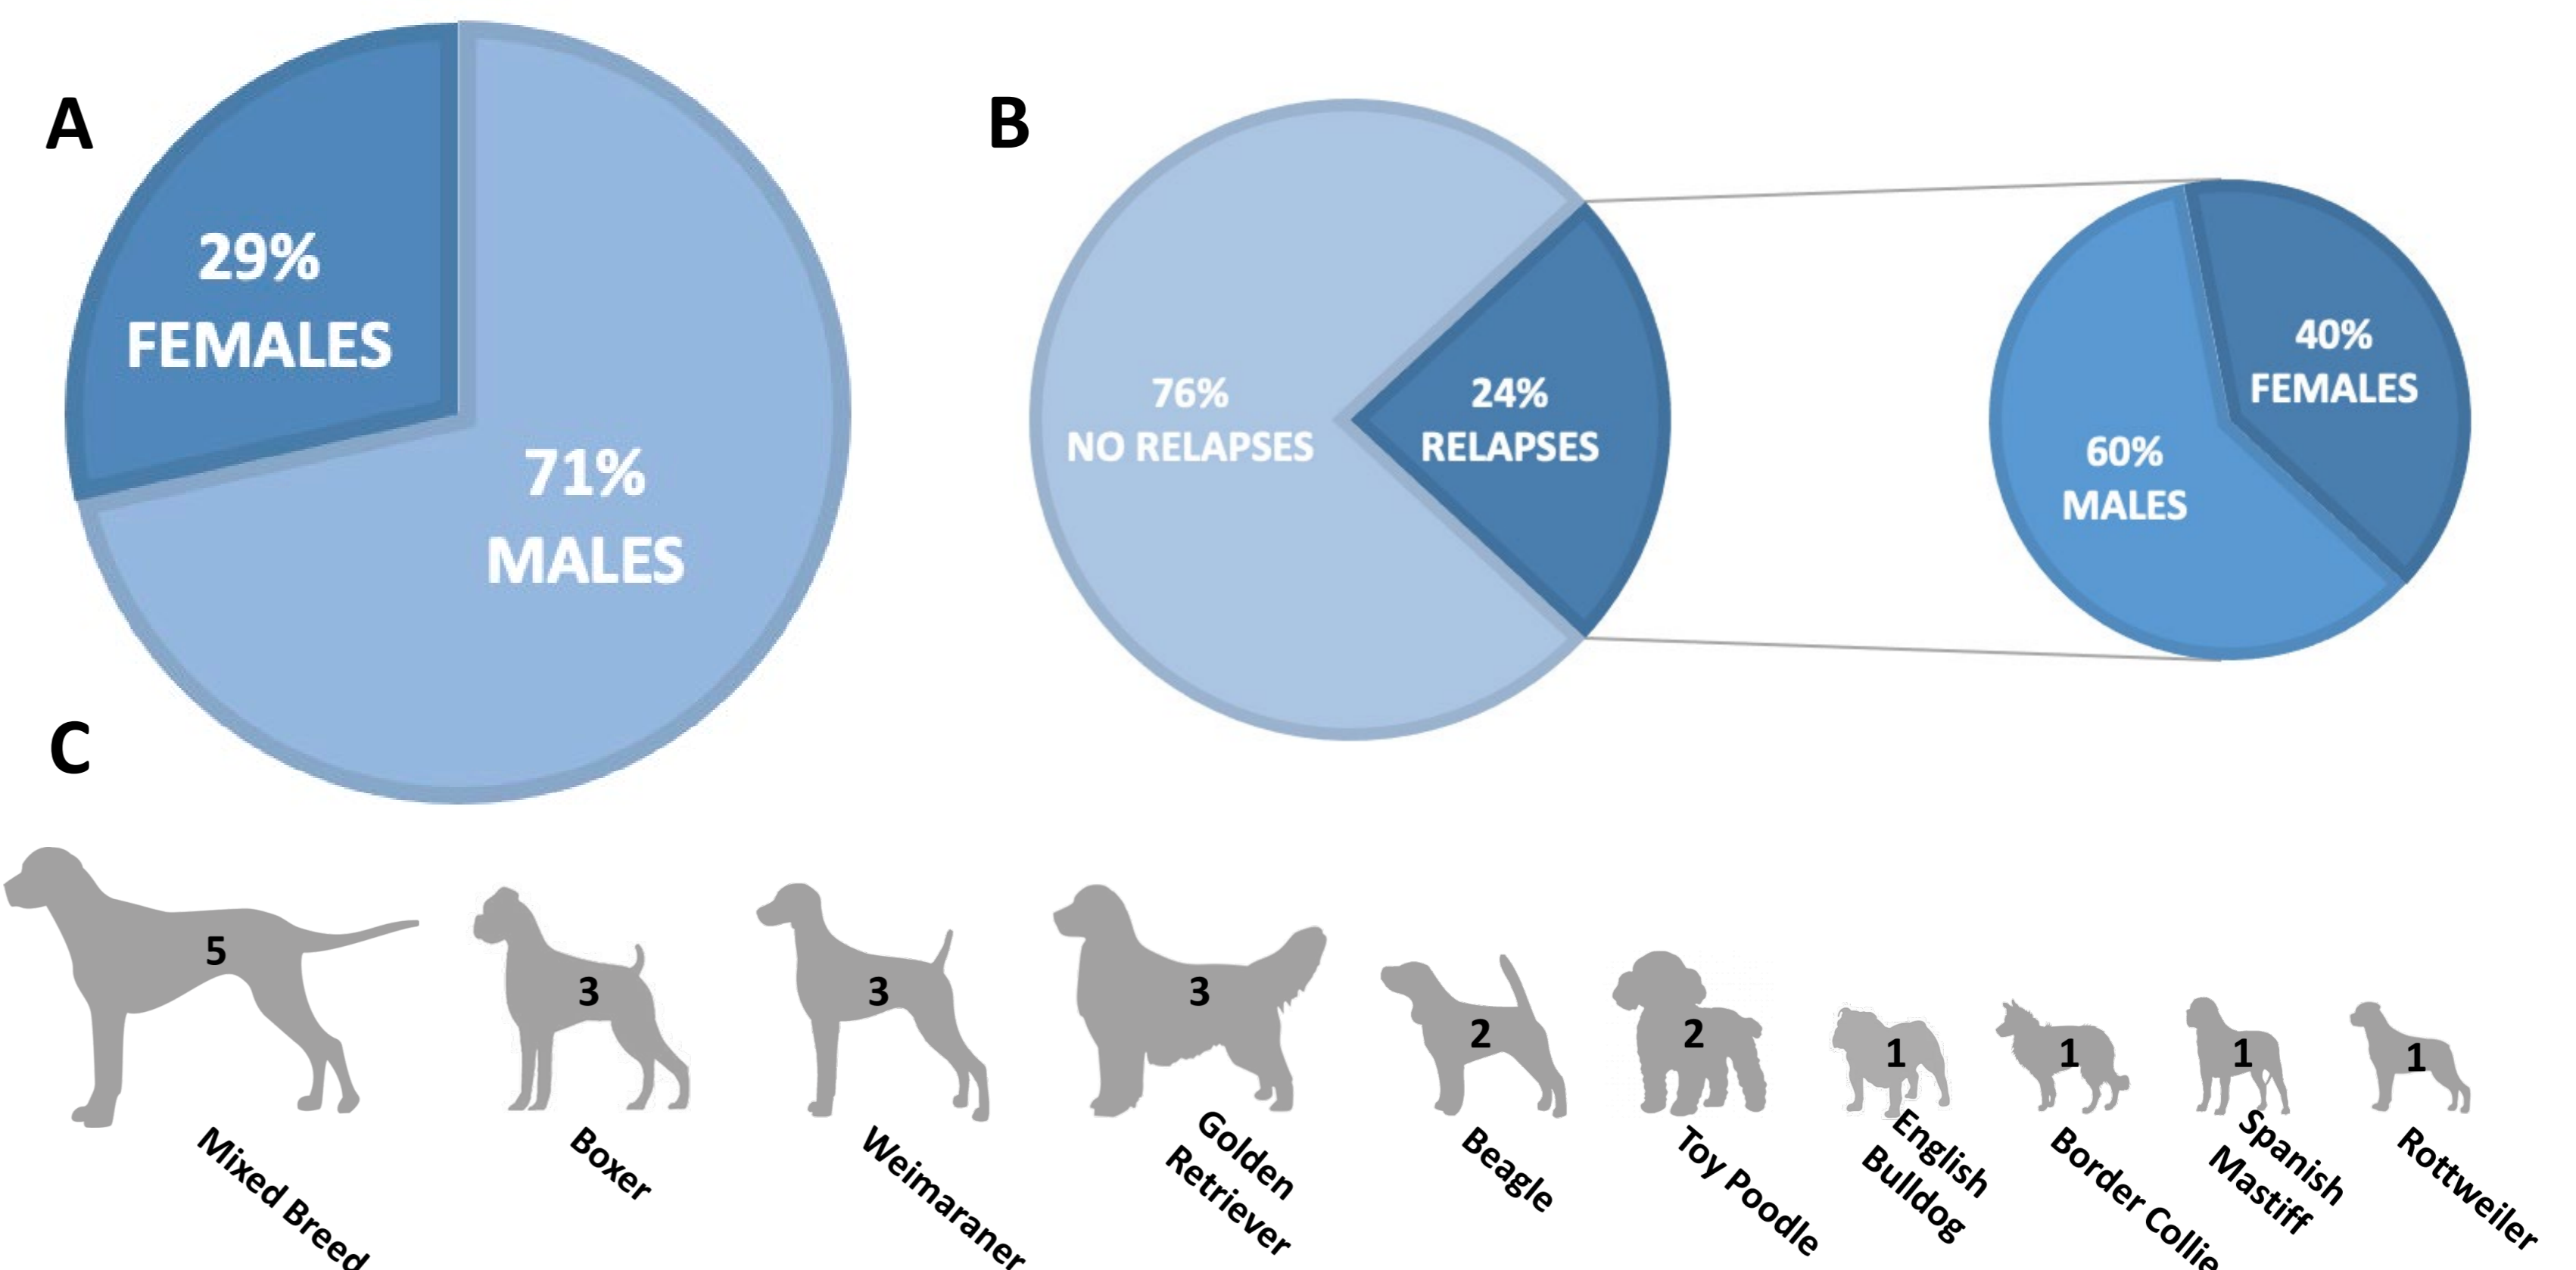 A
29%
FEMALES
71%
MALES
B
76%
NO RELAPSES
24%
RELAPSES
40%
FEMALES
60%
MALES
C
5
3
3
3
2
2
1
1
1
1
Mixed Breed
Boxer
Weimaraner
Golden
Retriever
Beagle
Toy Poodle
English
Bulldog
Border Collie
Spanish
Mastiff
Rottweiler